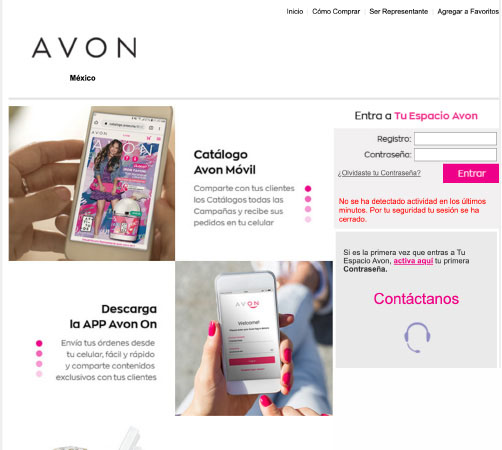 Inicio Cómo Comprar Ser Representante Agregar a Favoritos
AVON
México
Entra a Tu Espacio Avon
Registro:
Contraseña:
¿Olvidaste tu Contraseña?
Entrar
No se ha detectado actividad en los últimos
minutos. Por tu seguridad tu sesión se ha
cerrado.
Si es la primera vez que entras a Tu
Espacio Avon, activa aquí tu primera
Contraseña.
Contáctanos
AVON
Catálogo
Avon Móvil
Comparte con tus clientes
los Catálogos todas las
Campañas y recibe sus
pedidos en tu celular
Descarga
la APP Avon On
Envía tus órdenes desde
tu celular, fácil y rápido
y comparte contenidos
exclusivos con tus clientes
AVON
Welcome!